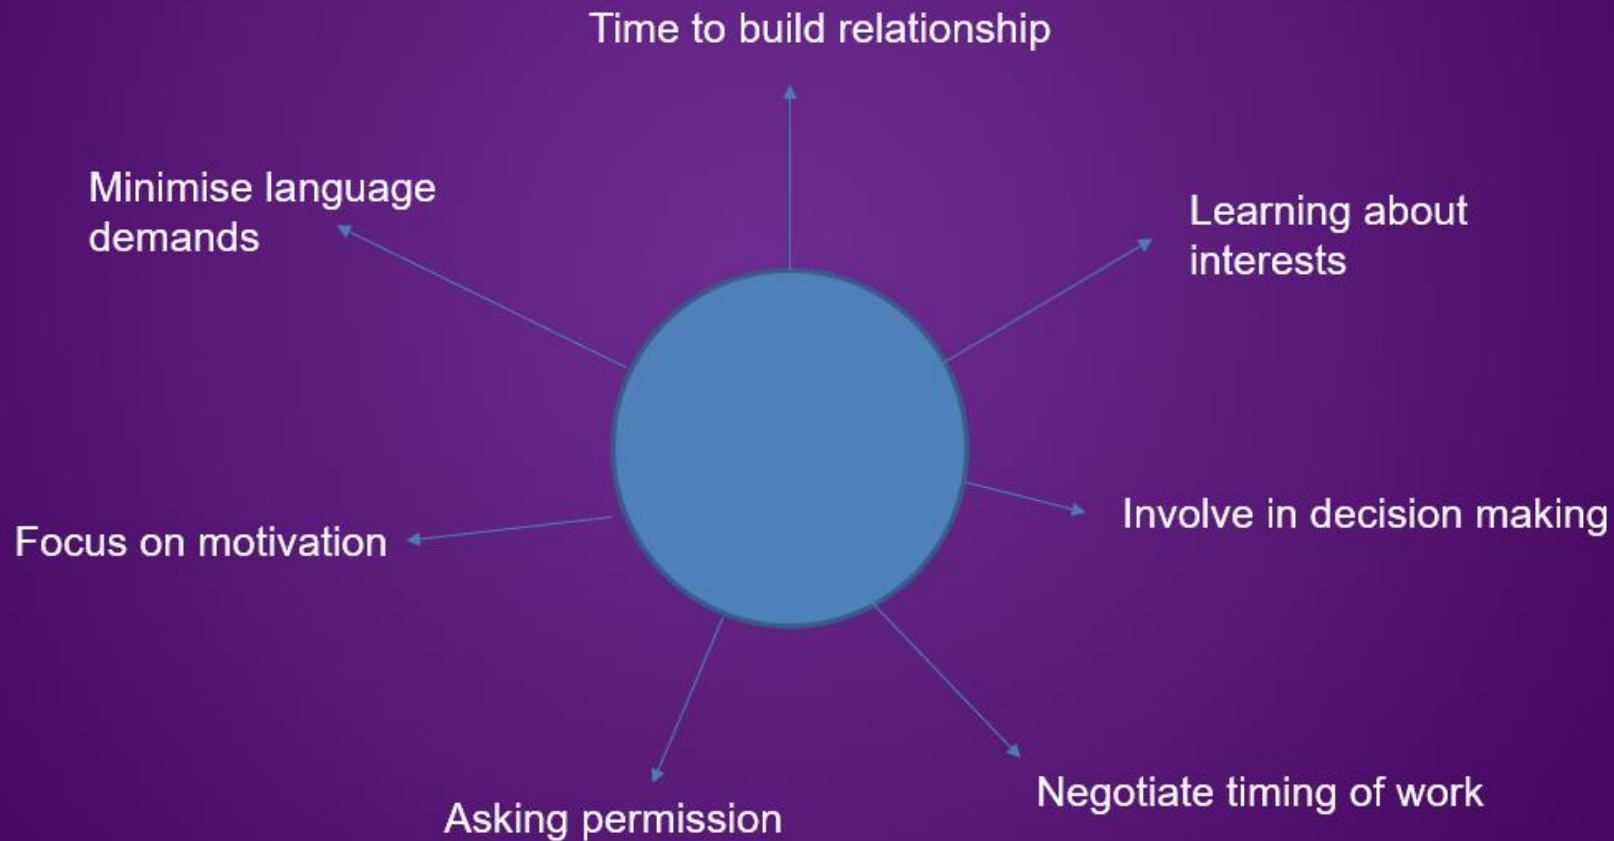 Time to build relationship
Minimise language
demands
Learning about
interests
Involve in decision making
Focus on motivation
Negotiate timing of work
Asking permission